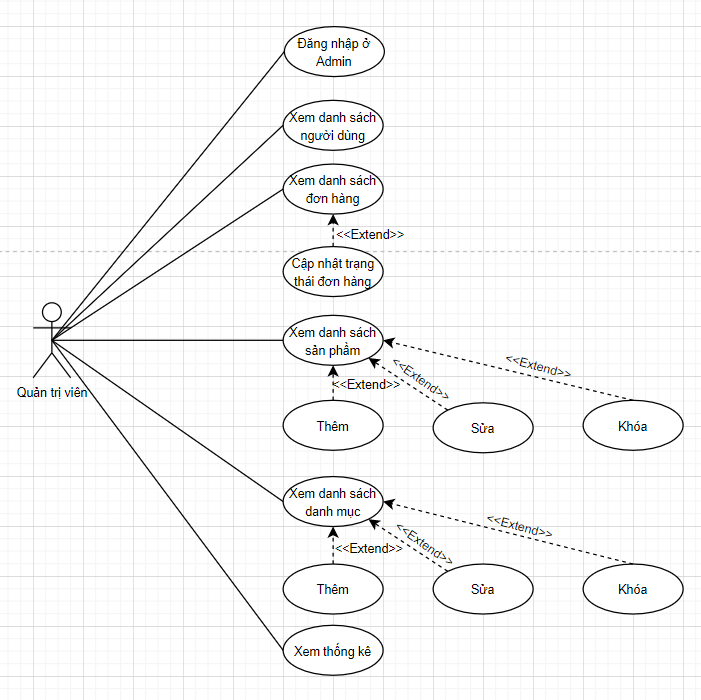 Đăng nhập ở
Admin
Xem danh sách
người dùng
Xem danh sách
đơn hàng
<<Extend>>
Cập nhật trạng
thái đơn hàng
Xem danh sách
sản phẩm
<<Extend>>
<<Extend>>
<<Extend>>
Quản trị viên
Thêm
Sửa
Khóa
Xem danh sách
danh mục
<<Extend>>
<<Extend>>
<<Extend>>
Thêm
Sửa
Khóa
Xem thống kê